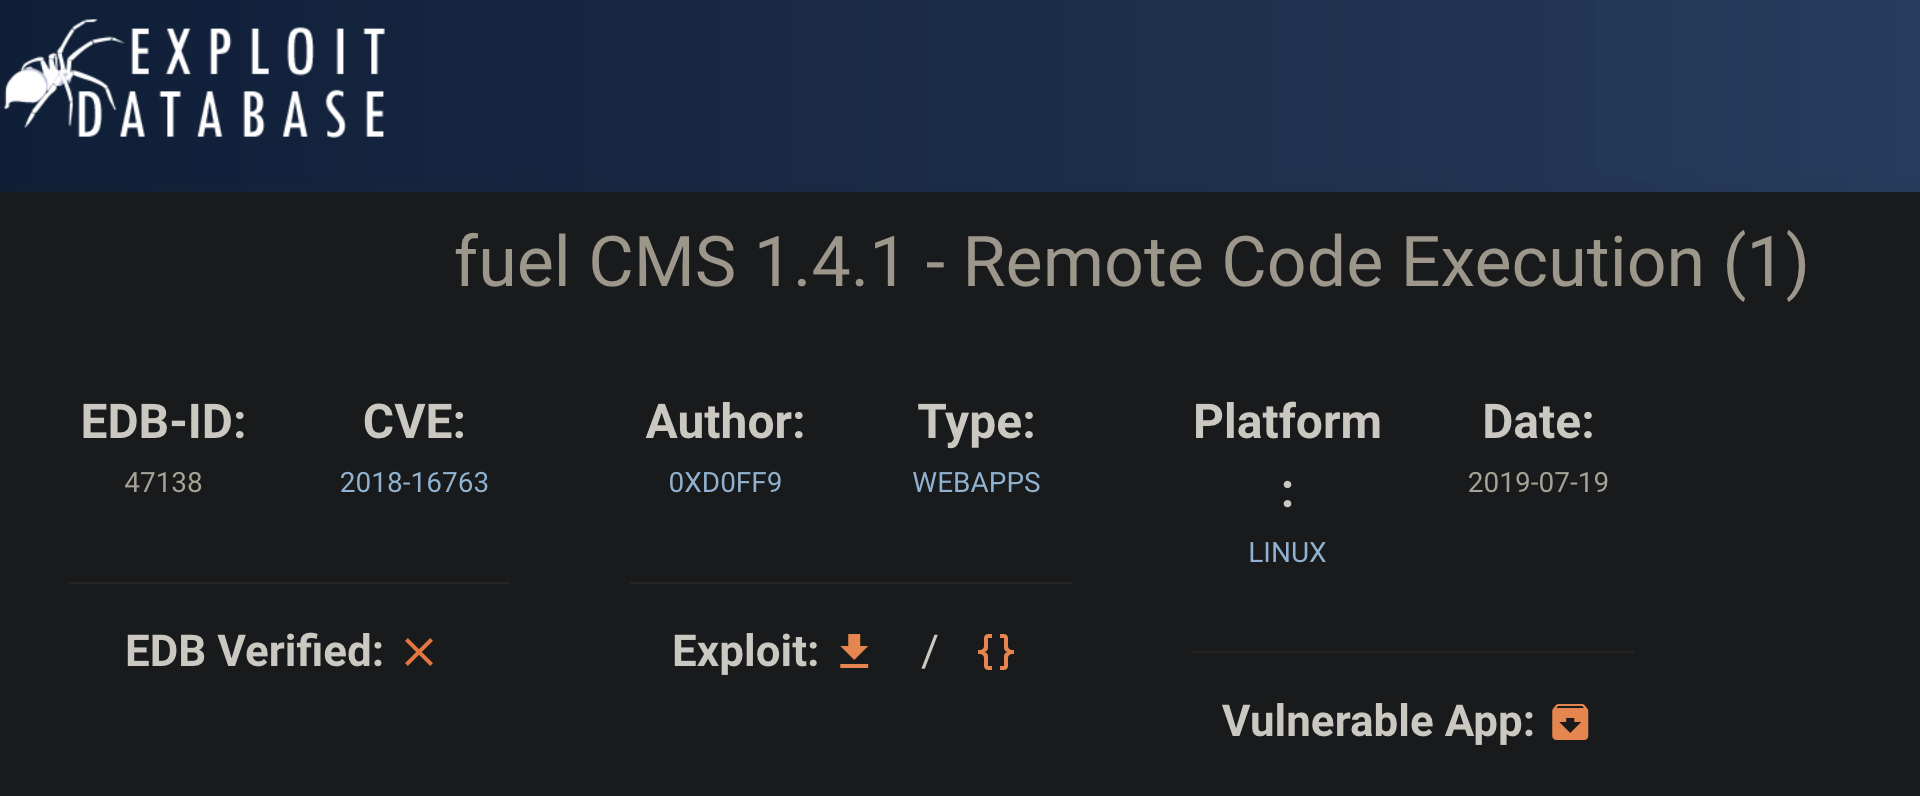 EXPLOIT
DATABASE
fuel CMS 1.4.1 - Remote Code Execution (1)
EDB-ID:
47138
CVE:
2018-16763
Author:
0XD0FF9
Type:
WEBAPPS
Platform
:
LINUX
Date:
2019-07-19
EDB Verified:
Exploit: / {}
Vulnerable App: